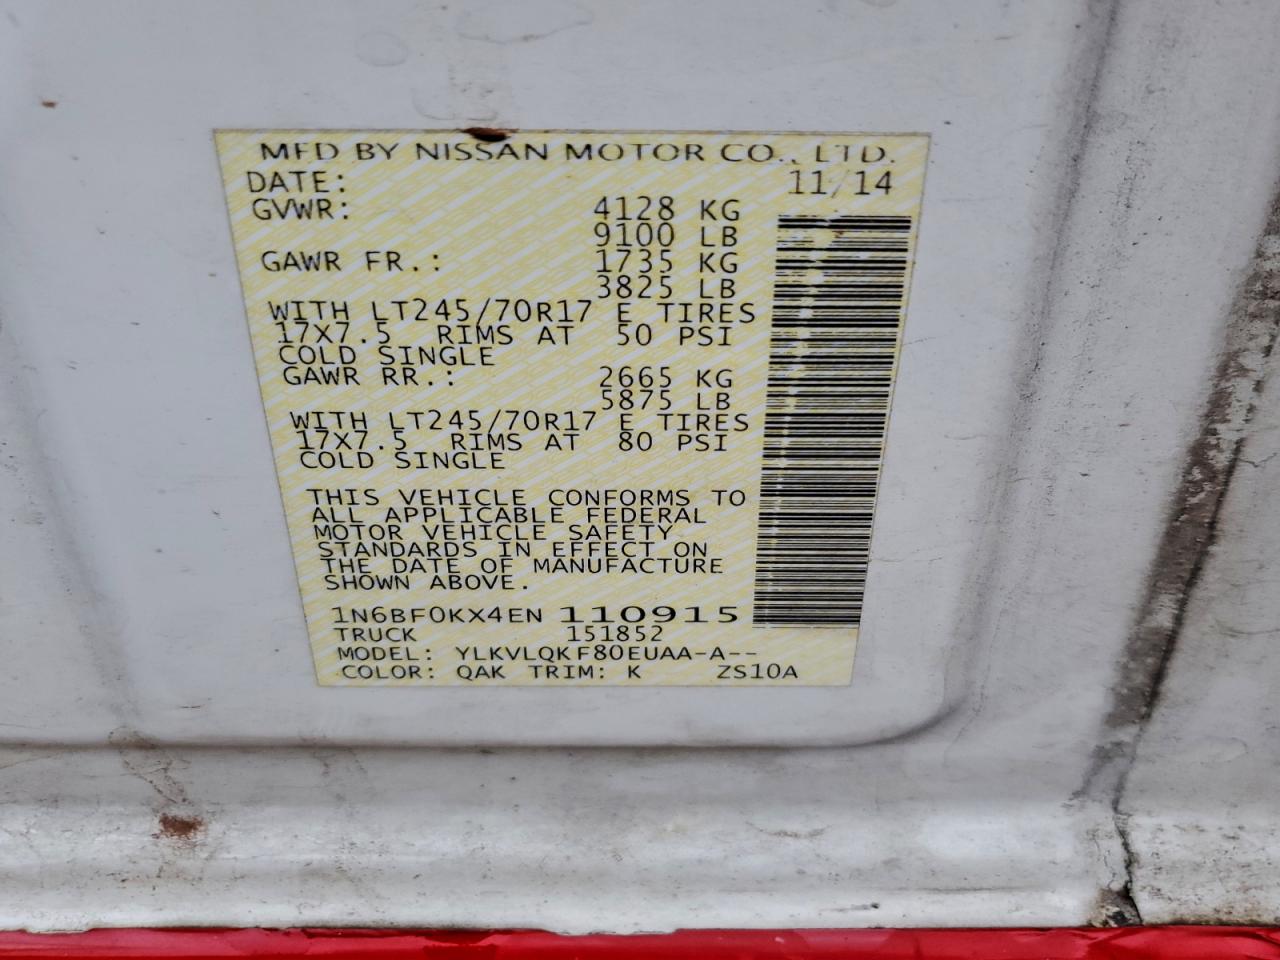 MFD BY NISSAN MOTOR CO., LTD.
DATE: 11/14
GVWR: 4128 KG
9100 LB
GAWR FR.: 1735 KG
3825 LB
WITH LT245/70R17 E TIRES
17X7.5 RIMS AT 50 PSI
COLD SINGLE
GAWR RR.: 2665 KG
5875 LB
WITH LT245/70R17 E TIRES
17X7.5 RIMS AT 80 PSI
COLD SINGLE
THIS VEHICLE CONFORMS TO
ALL APPLICABLE FEDERAL
MOTOR VEHICLE SAFETY
STANDARDS IN EFFECT ON
THE DATE OF MANUFACTURE
SHOWN ABOVE.
1N6BF0KX4EN 110915
TRUCK 151852
MODEL: YLKVLQKF80EUAA-A--
COLOR: QAK TRIM: K ZS10A